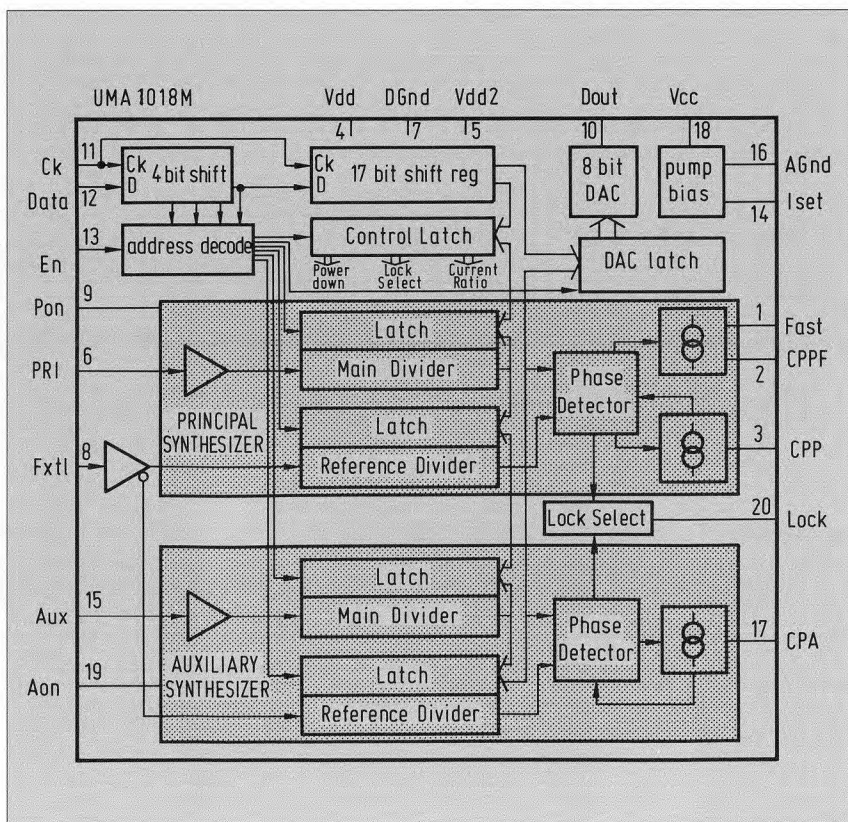 UMA 1018M
Vdd DGnd Vdd2 Dout Vcc
4 7 5 10 18
Ck 11
Data 12
Ck D 4 bit shift
Ck D 17 bit shift reg
8 bit DAC
pump bias
16 AGnd
14 Iset
En 13
address decode
Control Latch
Power down
Lock Select
Current Ratio
DAC latch
Pon 9
PRI 6
PRINCIPAL SYNTHESIZER
Latch
Main Divider
Latch
Reference Divider
Phase Detector
1 Fast
CPPF 2
3 CPP
Fxtl 8
Lock Select
20 Lock
Aux 15
Aon 19
AUXILIARY SYNTHESIZER
Latch
Main Divider
Latch
Reference Divider
Phase Detector
17 CPA